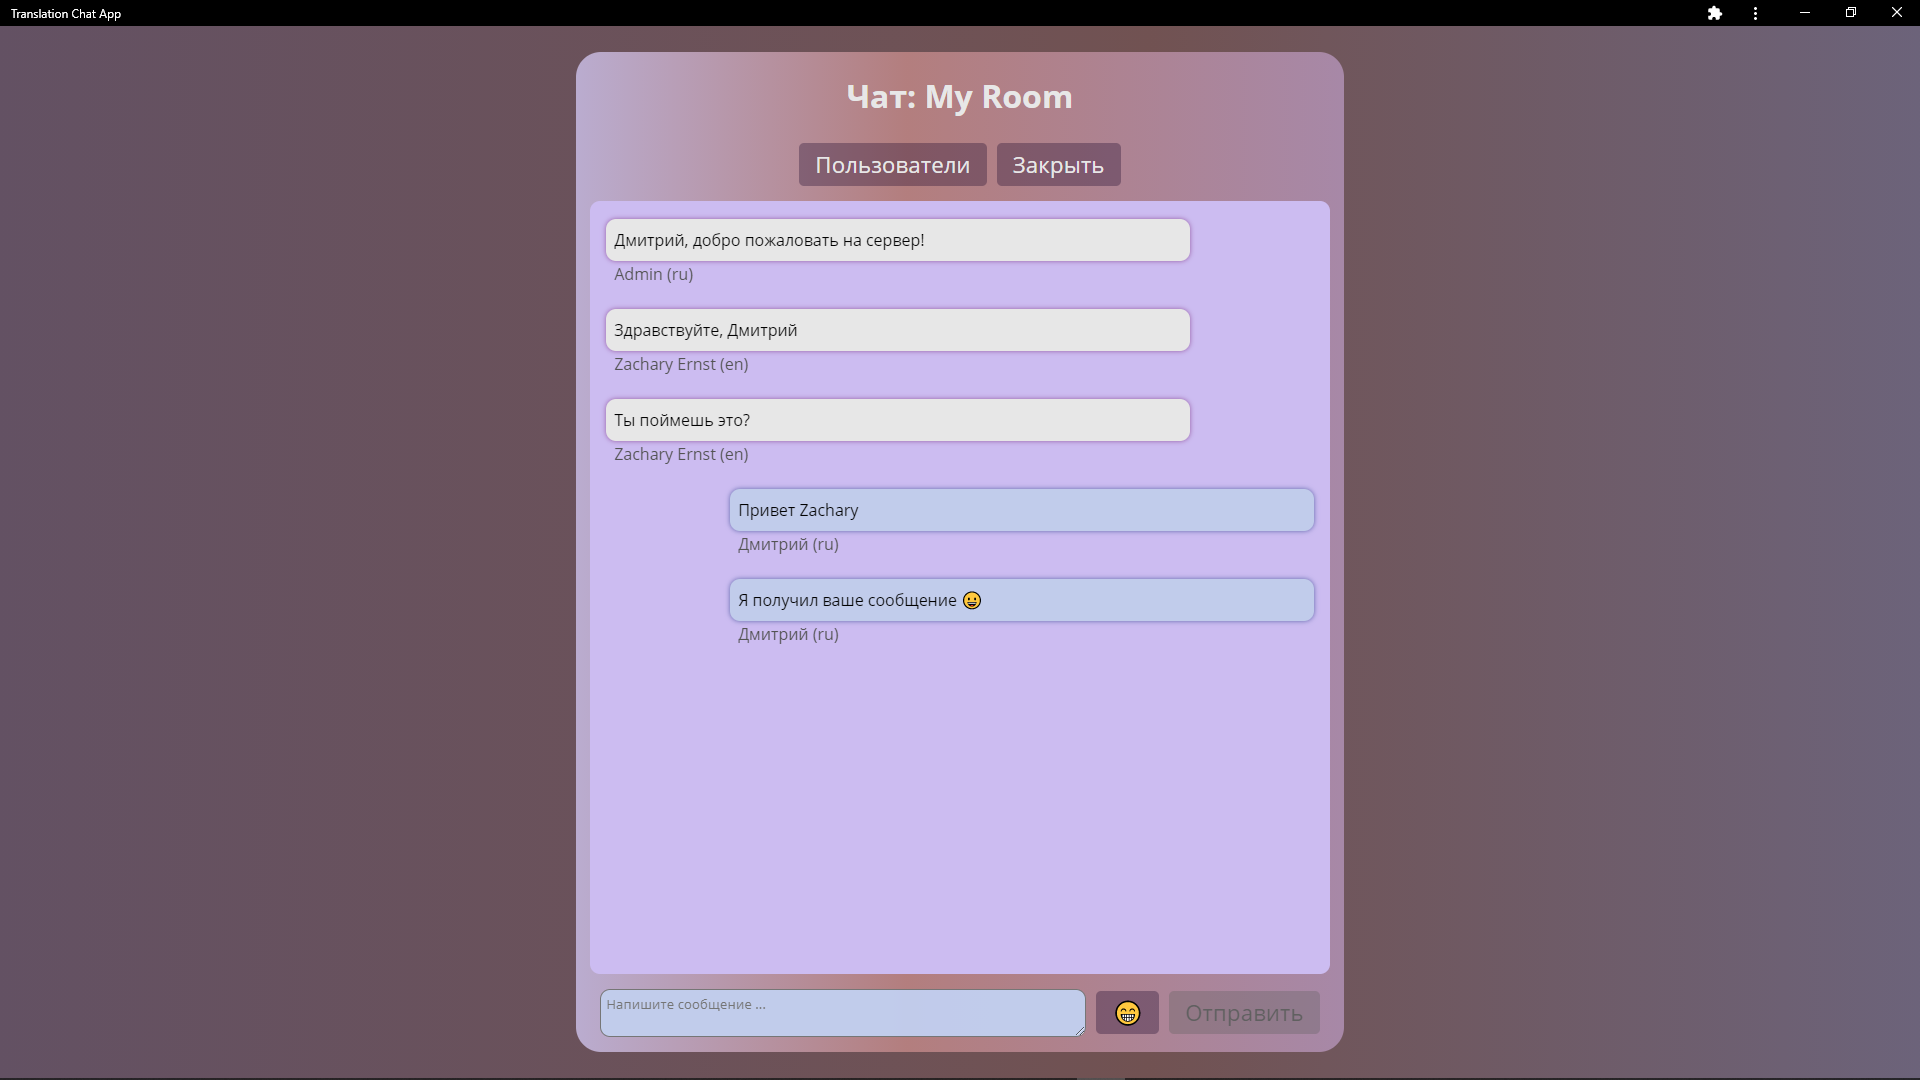 Translation Chat App
Чат: My Room
Пользователи
Закрыть
Дмитрий, добро пожаловать на сервер!
Admin (ru)
Здравствуйте, Дмитрий
Zachary Ernst (en)
Ты поймешь это?
Zachary Ernst (en)
Привет Zachary
Дмитрий (ru)
Я получил ваше сообщение 😀
Дмитрий (ru)
Напишите сообщение ...
😁
Отправить